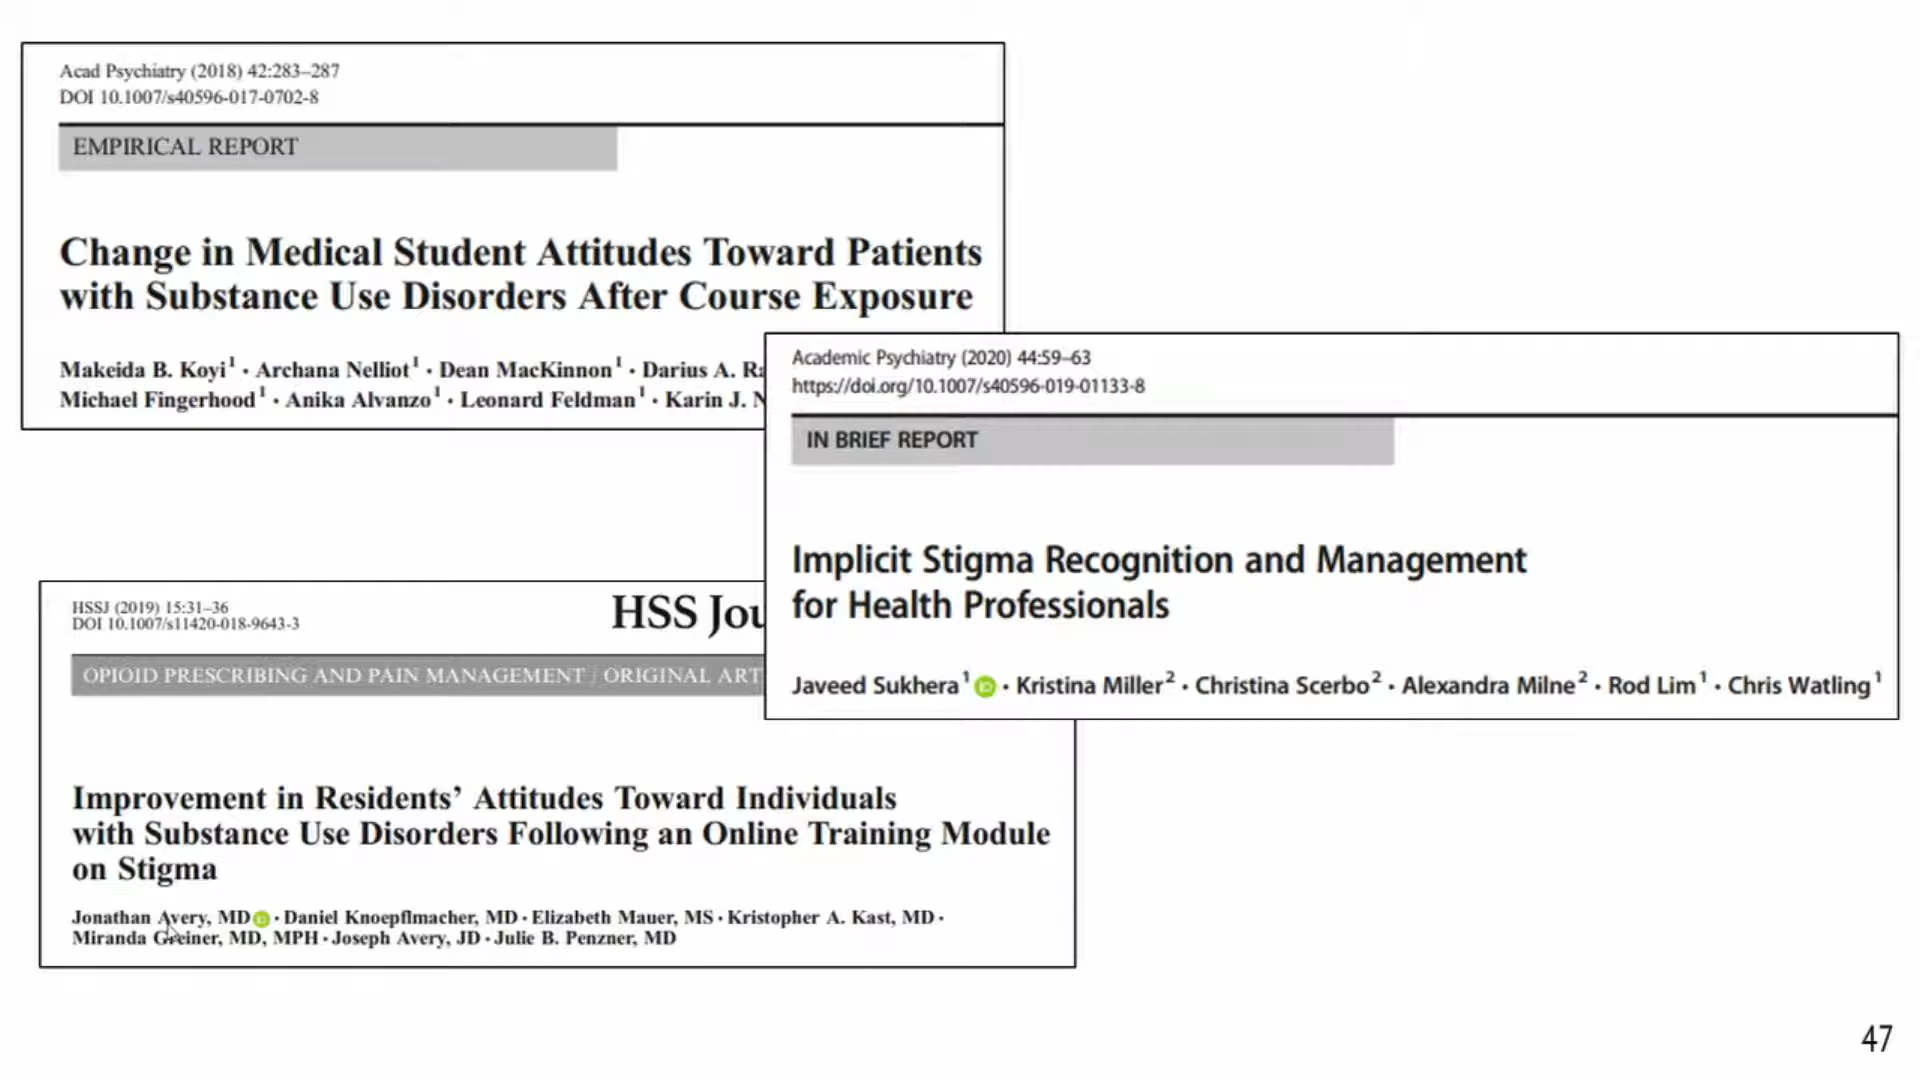 Acad Psychiatry (2018) 42:283–287
DOI 10.1007/s40596-017-0702-8
EMPIRICAL REPORT
Change in Medical Student Attitudes Toward Patients
with Substance Use Disorders After Course Exposure
Makeida B. Koyi¹ · Archana Nelliot¹ · Dean MacKinnon¹ · Darius A.
Michael Fingerhood¹ · Anika Alvanzo¹ · Leonard Feldman¹ · Karin J.
Academic Psychiatry (2020) 44:59–63
https://doi.org/10.1007/s40596-019-01133-8
IN BRIEF REPORT
Implicit Stigma Recognition and Management
for Health Professionals
Javeed Sukhera¹ iD · Kristina Miller² · Christina Scerbo² · Alexandra Milne² · Rod Lim¹ · Chris Watling¹
HSSJ (2019) 15:31–36
DOI 10.1007/s11420-018-9643-3
HSS
OPIOID PRESCRIBING AND PAIN MANAGEMENT / ORIGINAL
Improvement in Residents’ Attitudes Toward Individuals
with Substance Use Disorders Following an Online Training Module
on Stigma
Jonathan Avery, MD iD · Daniel Knoepflmacher, MD · Elizabeth Mauer, MS · Kristopher A. Kast, MD ·
Miranda Greiner, MD, MPH · Joseph Avery, JD · Julie B. Penzner, MD
47